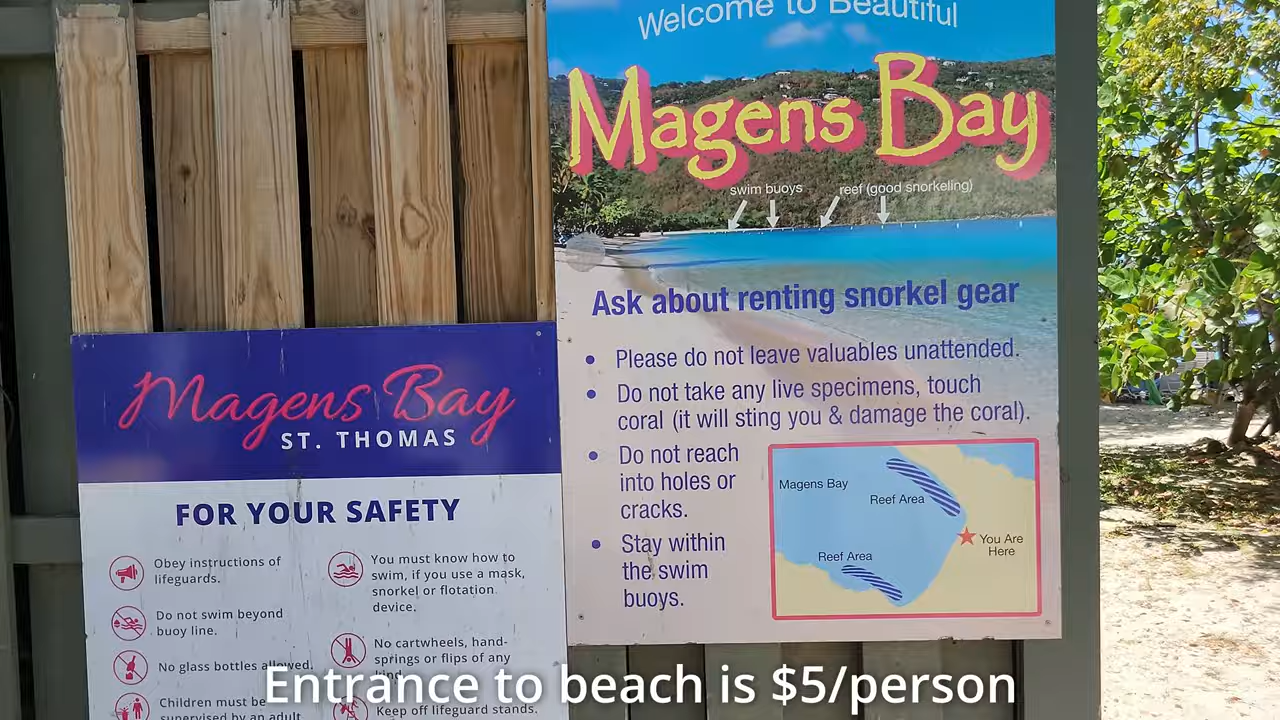 Welcome to Beautiful
Magens Bay
swim buoys
reef (good snorkeling)
Ask about renting snorkel gear
• Please do not leave valuables unattended.
• Do not take any live specimens, touch
coral (it will sting you & damage the coral).
• Do not reach
into holes or
cracks.
• Stay within
the swim
buoys.
Magens Bay
Reef Area
You Are
Here
Reef Area
Magens Bay
ST. THOMAS
FOR YOUR SAFETY
Obey instructions of
lifeguards.
Do not swim beyond
buoy line.
No glass bottles allowed.
Children must be
supervised by an adult
You must know how to
swim, if you use a mask,
snorkel or flotation
device.
No cartwheels, hand-
springs or flips of any
kind.
Keep off lifeguard stands.
Entrance to beach is $5/person